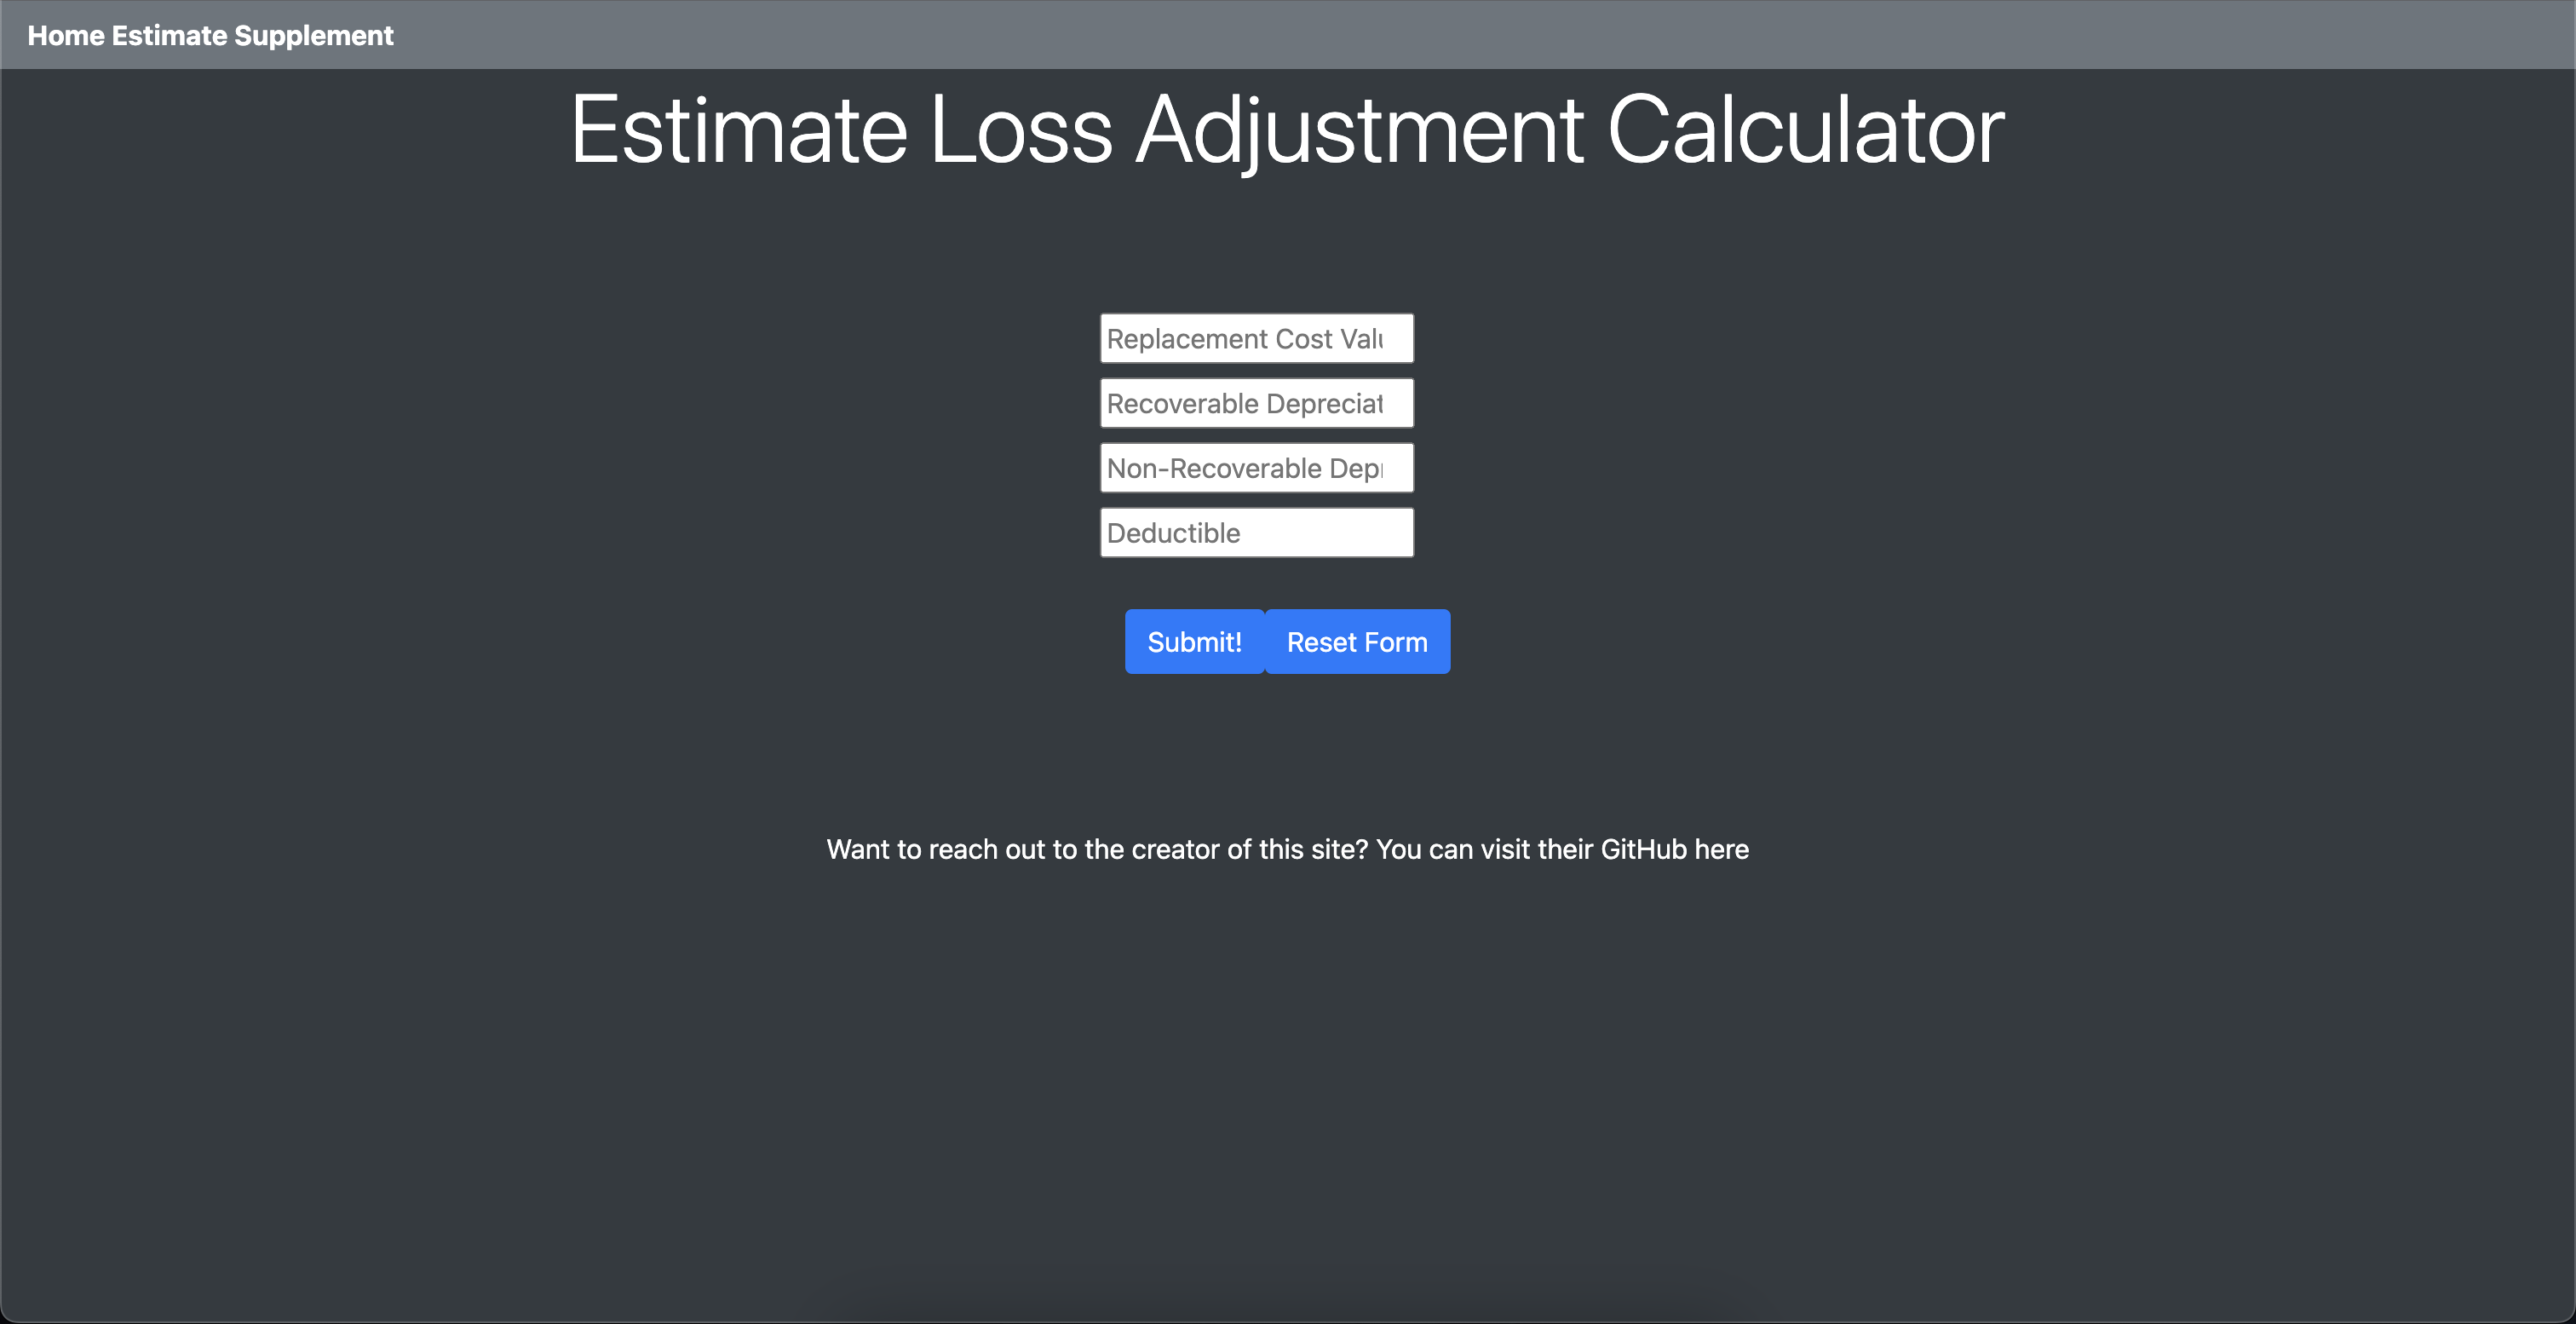 Home Estimate Supplement
Estimate Loss Adjustment Calculator
Replacement Cost Valu
Recoverable Depreciat
Non-Recoverable Depr
Deductible
Submit! Reset Form
Want to reach out to the creator of this site? You can visit their GitHub here